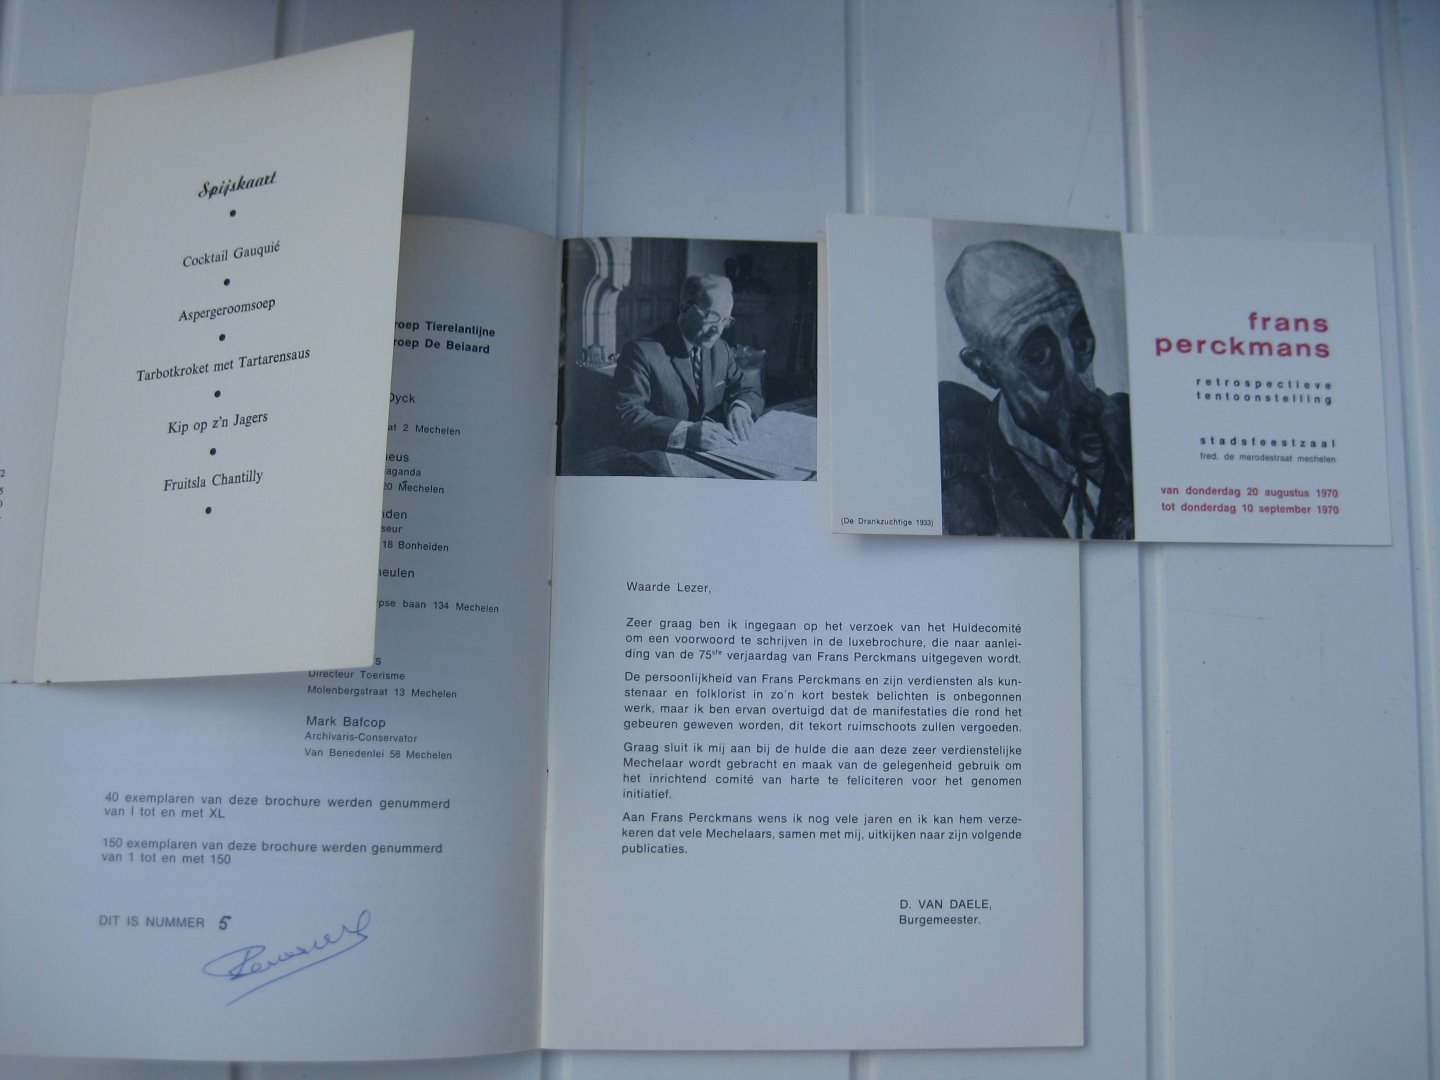 Spijskaart
Cocktail Gauquié
Aspergeroomsoep
Tarbotkroket met Tartarensaus
Kip op z'n Jagers
Fruitsla Chantilly
Tierelantijne
De Beiaard
2 Mechelen
Mechelen
18 Bonheiden
baan 134 Mechelen
Directeur Toerisme
Molenbergstraat 13 Mechelen
Mark Bafcop
Archivaris-Conservator
Van Benedenlei 58 Mechelen
40 exemplaren van deze brochure werden genummerd
van I tot en met XL
150 exemplaren van deze brochure werden genummerd
van 1 tot en met 150
DIT IS NUMMER 5
Waarde Lezer,
Zeer graag ben ik ingegaan op het verzoek van het Huldecomité
om een voorwoord te schrijven in de luxebrochure, die naar aanlei-
ding van de 75ste verjaardag van Frans Perckmans uitgegeven wordt.
De persoonlijkheid van Frans Perckmans en zijn verdiensten als kun-
stenaar en folklorist in zo'n kort bestek belichten is onbegonnen
werk, maar ik ben ervan overtuigd dat de manifestaties die rond het
gebeuren geweven worden, dit tekort ruimschoots zullen vergoeden.
Graag sluit ik mij aan bij de hulde die aan deze zeer verdienstelijke
Mechelaar wordt gebracht en maak van de gelegenheid gebruik om
het inrichtend comité van harte te feliciteren voor het genomen
initiatief.
Aan Frans Perckmans wens ik nog vele jaren en ik kan hem verze-
keren dat vele Mechelaars, samen met mij, uitkijken naar zijn volgende
publicaties.
D. VAN DAELE,
Burgemeester.
(De Drankzuchtige 1933)
frans
perckmans
retrospectieve
tentoonstelling
stadsfeestzaal
fred. de merodestraat mechelen
van donderdag 20 augustus 1970
tot donderdag 10 september 1970